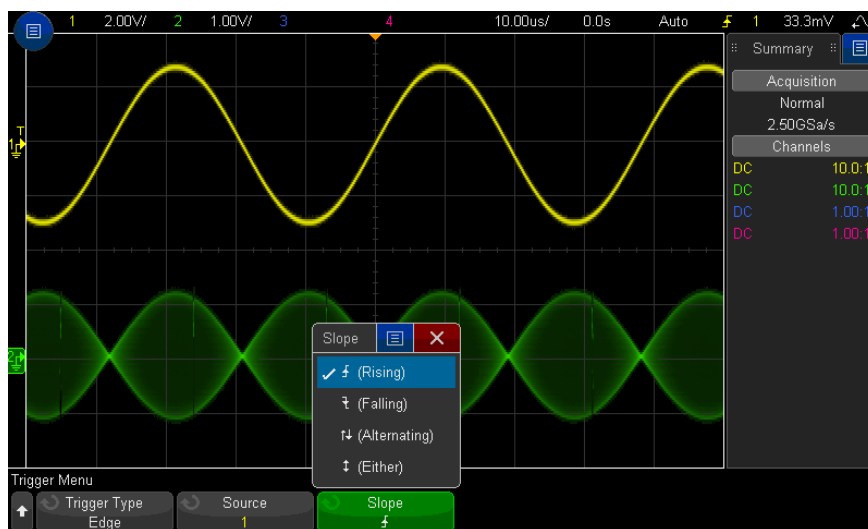 1 2.00V/ 2 1.00V/ 3 4 10.00us/ 0.0s Auto 1 33.3mV
Summary
Acquisition
Normal
2.50GSa/s
Channels
DC 10.0:1
DC 10.0:1
DC 1.00:1
DC 1.00:1
T
1
2
Slope
(Rising)
(Falling)
(Alternating)
(Either)
Trigger Menu
Trigger Type Source Slope
Edge 1